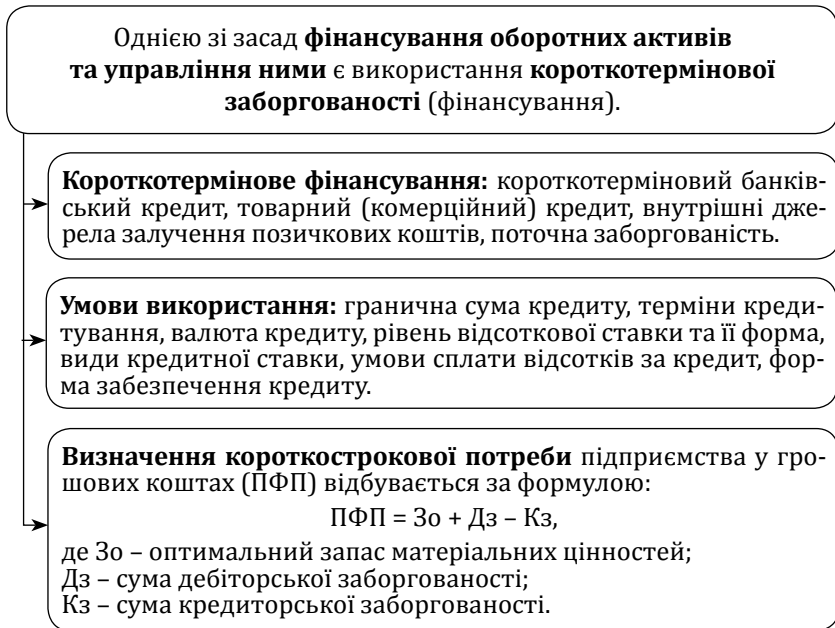 Однією зі засад фінансування оборотних активів
та управління ними є використання короткотермінової
заборгованості (фінансування).
Короткотермінове фінансування: короткотерміновий банків-
ський кредит, товарний (комерційний) кредит, внутрішні дже-
рела залучення позичкових коштів, поточна заборгованість.
Умови використання: гранична сума кредиту, терміни креди-
тування, валюта кредиту, рівень відсоткової ставки та її форма,
види кредитної ставки, умови сплати відсотків за кредит, фор-
ма забезпечення кредиту.
Визначення короткострокової потреби підприємства у гро-
шових коштах (ПФП) відбувається за формулою:
ПФП = Зо + Дз – Кз,
де Зо – оптимальний запас матеріальних цінностей;
Дз – сума дебіторської заборгованості;
Кз – сума кредиторської заборгованості.